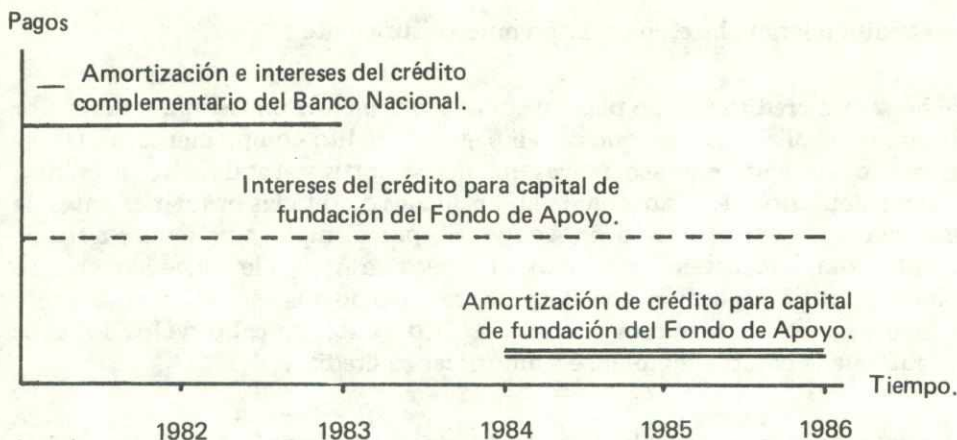 Pagos
Amortización e intereses del crédito
complementario del Banco Nacional.
Intereses del crédito para capital de
fundación del Fondo de Apoyo.
Amortización de crédito para capital
de fundación del Fondo de Apoyo.
Tiempo.
1982 1983 1984 1985 1986